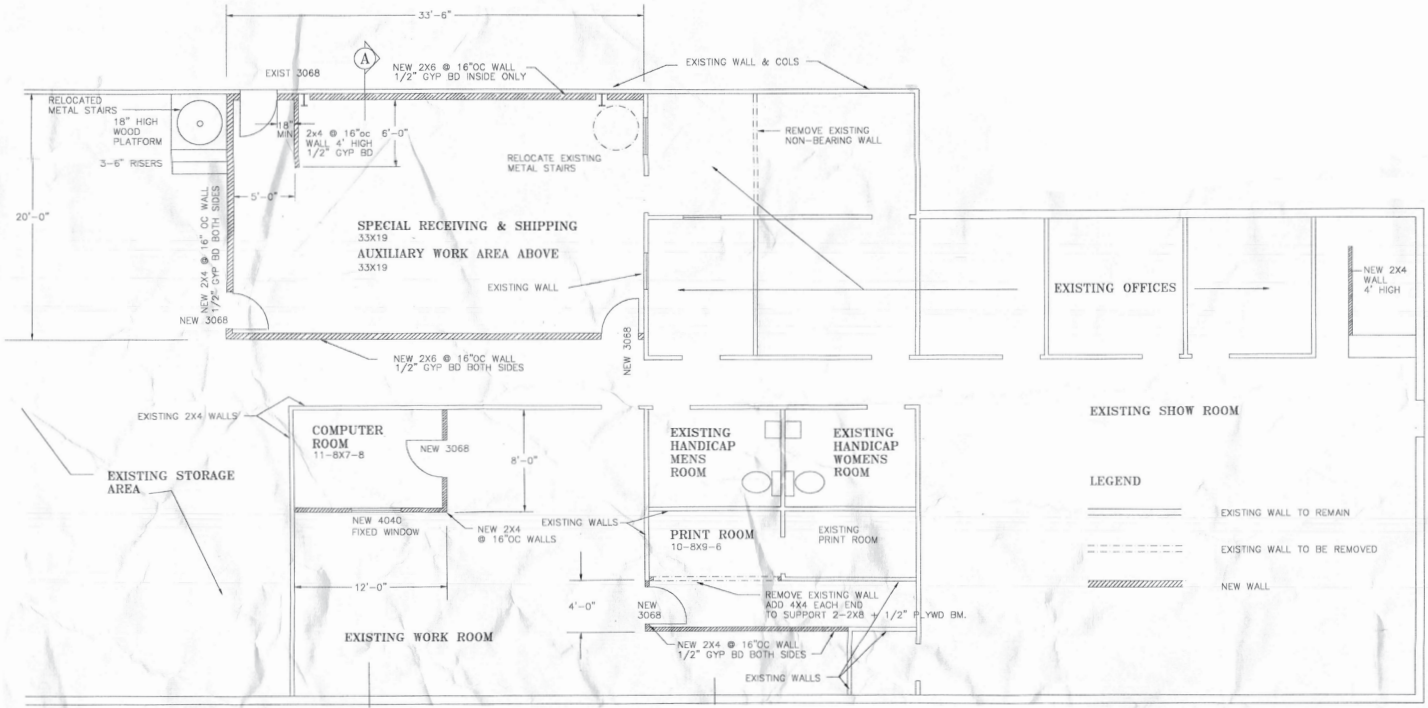 33'-6"
A
EXIST 3068
NEW 2X6 @ 16"OC WALL
1/2" GYP BD INSIDE ONLY
EXISTING WALL & COLS
RELOCATED
METAL STAIRS
18" HIGH
WOOD
PLATFORM
3-6" RISERS
18"
MIN
2x4 @ 16"oc
WALL 4' HIGH
1/2" GYP BD
6'-0"
RELOCATE EXISTING
METAL STAIRS
REMOVE EXISTING
NON-BEARING WALL
5'-0"
20'-0"
NEW 2X4 @ 16" OC WALL
1/2" GYP BD BOTH SIDES
SPECIAL RECEIVING & SHIPPING
33X19
AUXILIARY WORK AREA ABOVE
33X19
EXISTING WALL
EXISTING OFFICES
NEW 2X4
WALL
4' HIGH
NEW 3068
NEW 3068
NEW 2X6 @ 16"OC WALL
1/2" GYP BD BOTH SIDES
EXISTING 2X4 WALLS
COMPUTER
ROOM
11-8X7-8
NEW 3068
8'-0"
EXISTING
HANDICAP
MENS
ROOM
EXISTING
HANDICAP
WOMENS
ROOM
EXISTING SHOW ROOM
EXISTING STORAGE
AREA
LEGEND
NEW 4040
FIXED WINDOW
NEW 2X4
@ 16"OC WALLS
EXISTING WALLS
PRINT ROOM
10-8X9-6
EXISTING
PRINT ROOM
EXISTING WALL TO REMAIN
EXISTING WALL TO BE REMOVED
NEW WALL
12'-0"
4'-0"
NEW
3068
REMOVE EXISTING WALL
ADD 4X4 EACH END
TO SUPPORT 2-2X8 + 1/2" PLYWD BM.
EXISTING WORK ROOM
NEW 2X4 @ 16"OC WALL
1/2" GYP BD BOTH SIDES
EXISTING WALLS